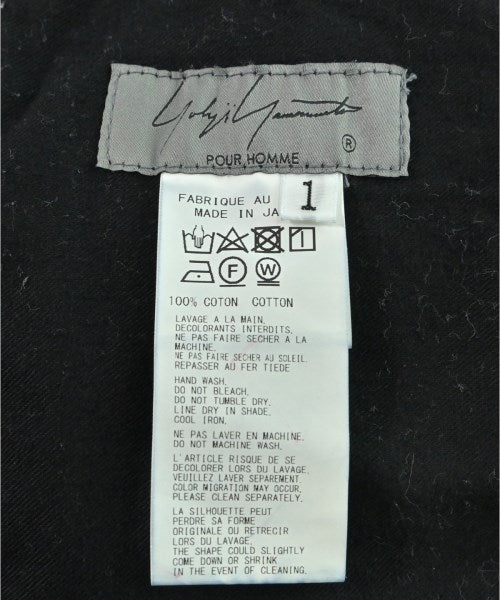 Yohji Yamamoto
®
POUR HOMME
FABRIQUE AU
MADE IN JA
1
F W
100% COTON COTTON
LAVAGE A LA MAIN.
DECOLORANTS INTERDITS.
NE PAS FAIRE SECHER A LA
MACHINE.
NE PAS FAIRE SECHER AU SOLEIL.
REPASSER AU FER TIEDE
HAND WASH.
DO NOT BLEACH.
DO NOT TUMBLE DRY.
LINE DRY IN SHADE.
COOL IRON.
NE PAS LAVER EN MACHINE.
DO NOT MACHINE WASH.
L'ARTICLE RISQUE DE SE
DECOLORER LORS DU LAVAGE.
VEUILLEZ LAVER SEPAREMENT.
COLOR MIGRATION MAY OCCUR.
PLEASE CLEAN SEPARATELY.
LA SILHOUETTE PEUT
PERDRE SA FORME
ORIGINALE OU RETRECIR
LORS DU LAVAGE.
THE SHAPE COULD SLIGHTLY
COME DOWN OR SHRINK
IN THE EVENT OF CLEANING.